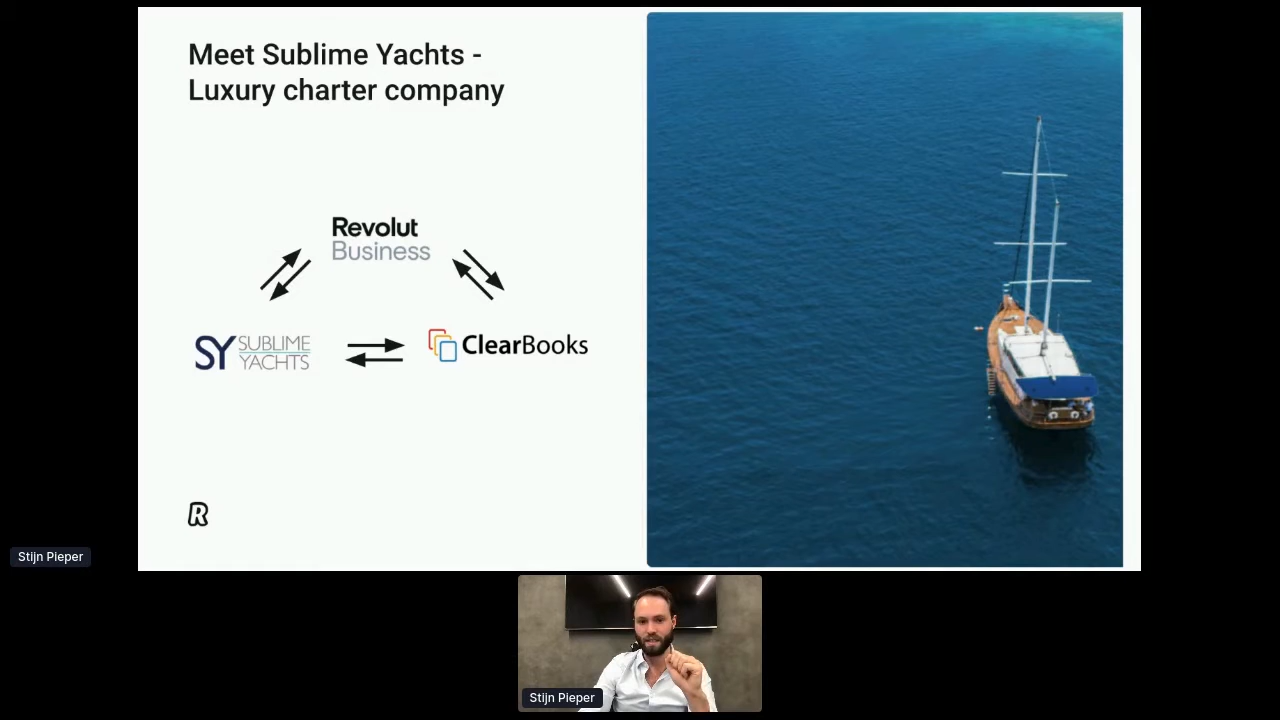 Meet Sublime Yachts -
Luxury charter company
Revolut
Business
SY SUBLIME
YACHTS
ClearBooks
R
Stijn Pieper
Stijn Pieper